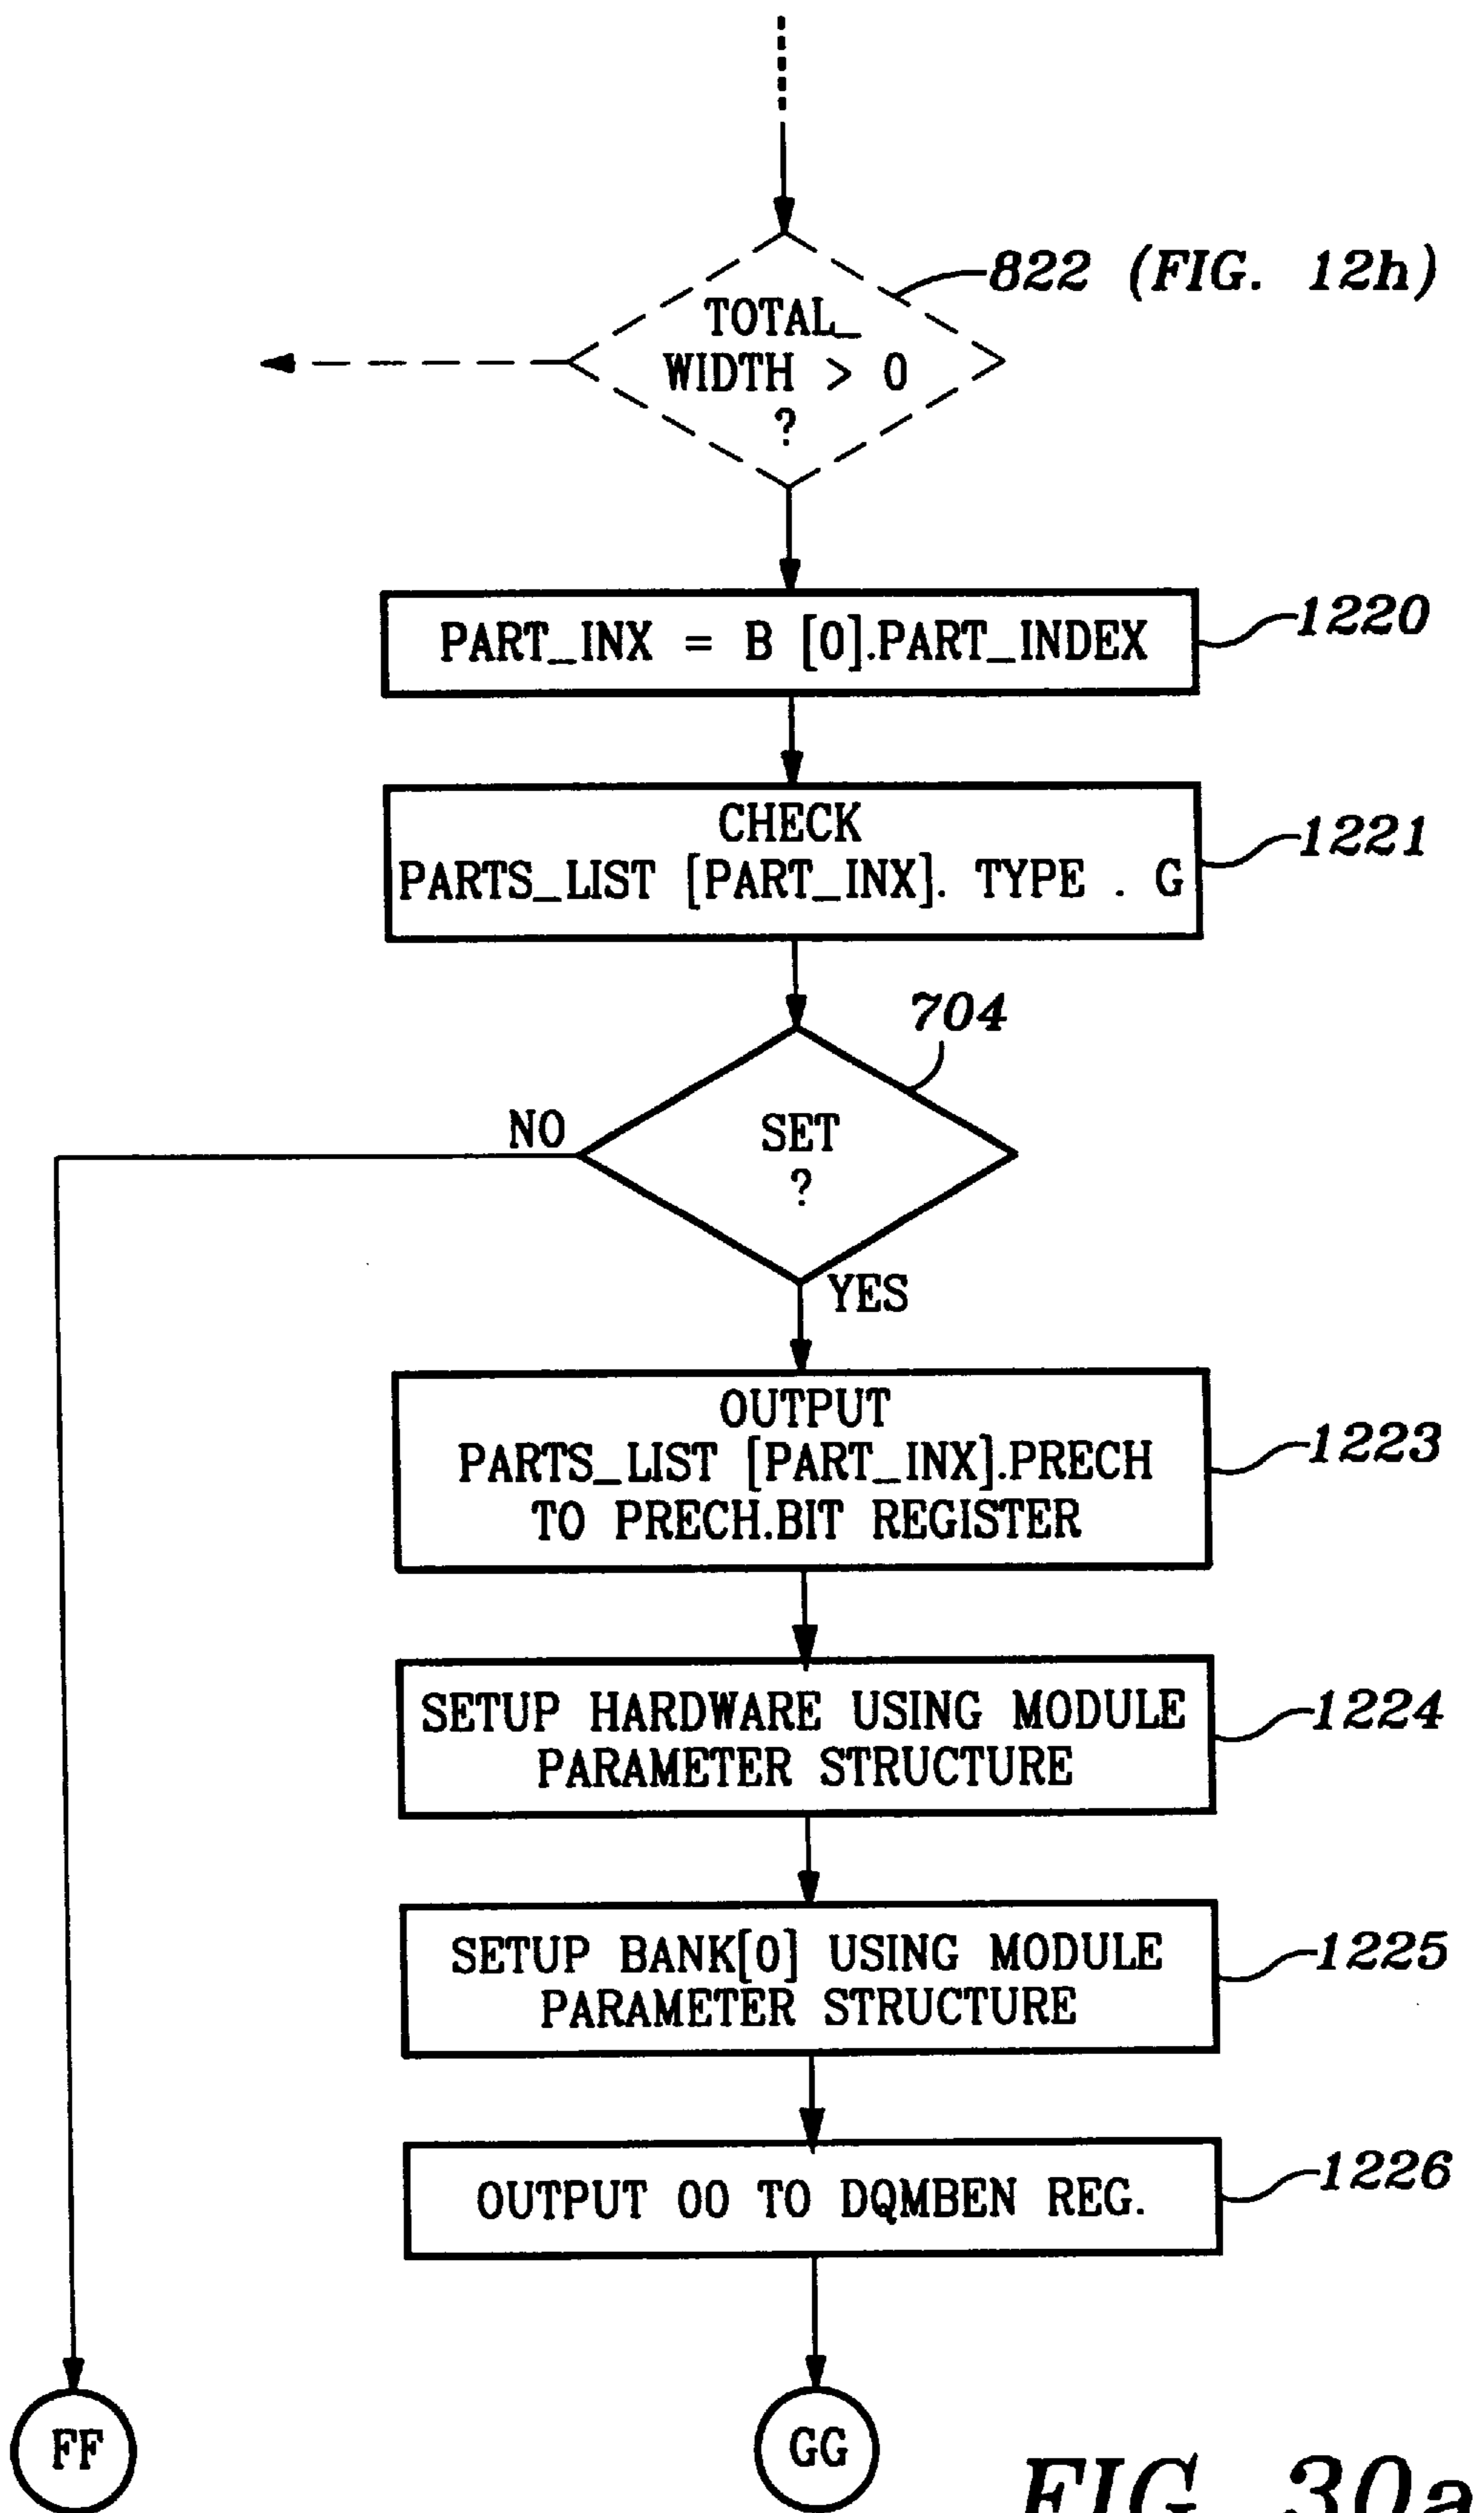 822 (FIG. 12h)
TOTAL_
WIDTH > 0
?
PART_INX = B [0].PART_INDEX
1220
CHECK
PARTS_LIST [PART_INX]. TYPE . G
1221
704
NO
SET
?
YES
OUTPUT
PARTS_LIST [PART_INX].PRECH
TO PRECH.BIT REGISTER
1223
SETUP HARDWARE USING MODULE
PARAMETER STRUCTURE
1224
SETUP BANK[0] USING MODULE
PARAMETER STRUCTURE
1225
OUTPUT 00 TO DQMBEN REG.
1226
FF
GG
FIG. 30a